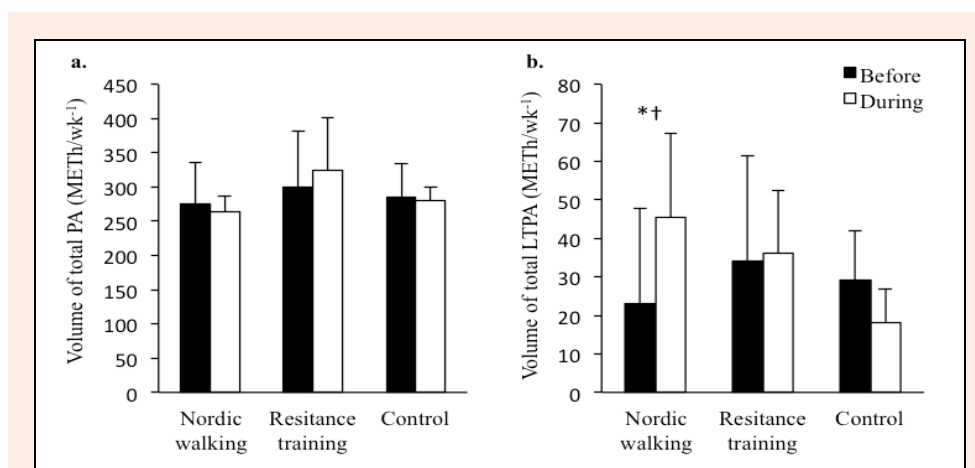 a.
Volume of total PA (METh/wk⁻¹)
450
400
350
300
250
200
150
100
50
0
Nordic
walking
Resitance
training
Control
b.
Volume of total LTPA (METh/wk⁻¹)
80
70
60
50
40
30
20
10
0
*†
Before
During
Nordic
walking
Resitance
training
Control